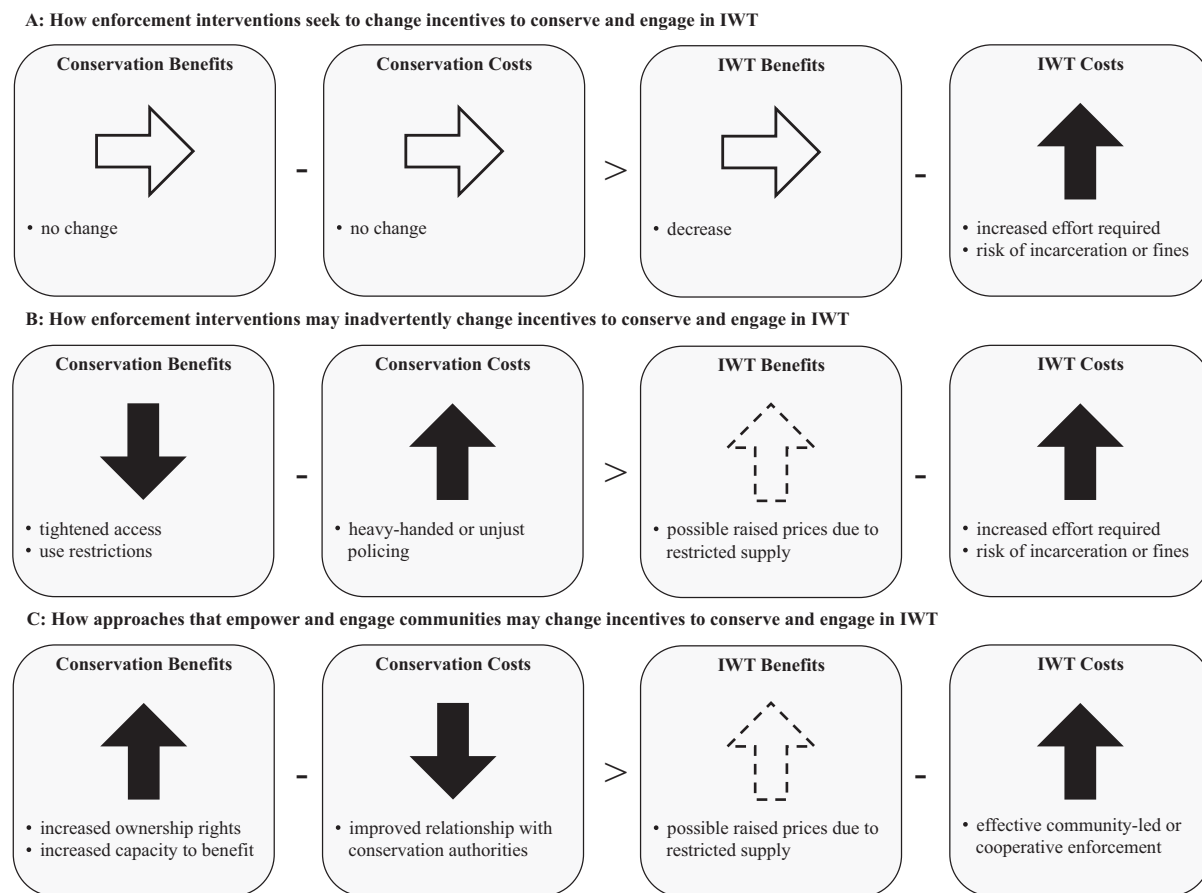 A: How enforcement interventions seek to change incentives to conserve and engage in IWT
Conservation Benefits
• no change
-
Conservation Costs
• no change
>
IWT Benefits
• decrease
-
IWT Costs
• increased effort required
• risk of incarceration or fines
B: How enforcement interventions may inadvertently change incentives to conserve and engage in IWT
Conservation Benefits
• tightened access
• use restrictions
-
Conservation Costs
• heavy-handed or unjust
policing
>
IWT Benefits
• possible raised prices due to
restricted supply
-
IWT Costs
• increased effort required
• risk of incarceration or fines
C: How approaches that empower and engage communities may change incentives to conserve and engage in IWT
Conservation Benefits
• increased ownership rights
• increased capacity to benefit
-
Conservation Costs
• improved relationship with
conservation authorities
>
IWT Benefits
• possible raised prices due to
restricted supply
-
IWT Costs
• effective community-led or
cooperative enforcement